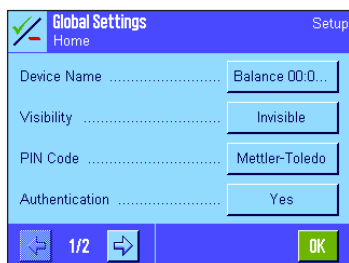 Global Settings Setup
Home
Device Name ........................ Balance 00:0...
Visibility .............................. Invisible
PIN Code ............................. Mettler-Toledo
Authentication ...................... Yes
1/2 OK